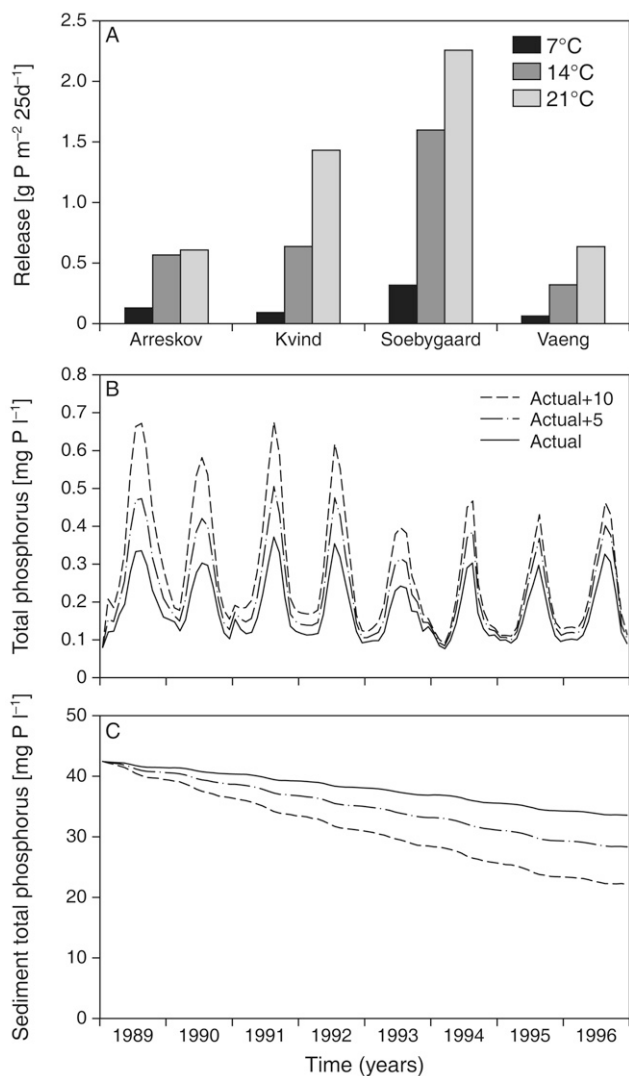 A
7°C
14°C
21°C
Release [g P m⁻² 25d⁻¹]
2.5
2.0
1.5
1.0
0.5
0
Arreskov Kvind Soebygaard Vaeng
B
Actual+10
Actual+5
Actual
Total phosphorus [mg P l⁻¹]
0.8
0.7
0.6
0.5
0.4
0.3
0.2
0.1
0
C
Sediment total phosphorus [mg P l⁻¹]
50
40
30
20
10
0
1989 1990 1991 1992 1993 1994 1995 1996
Time (years)